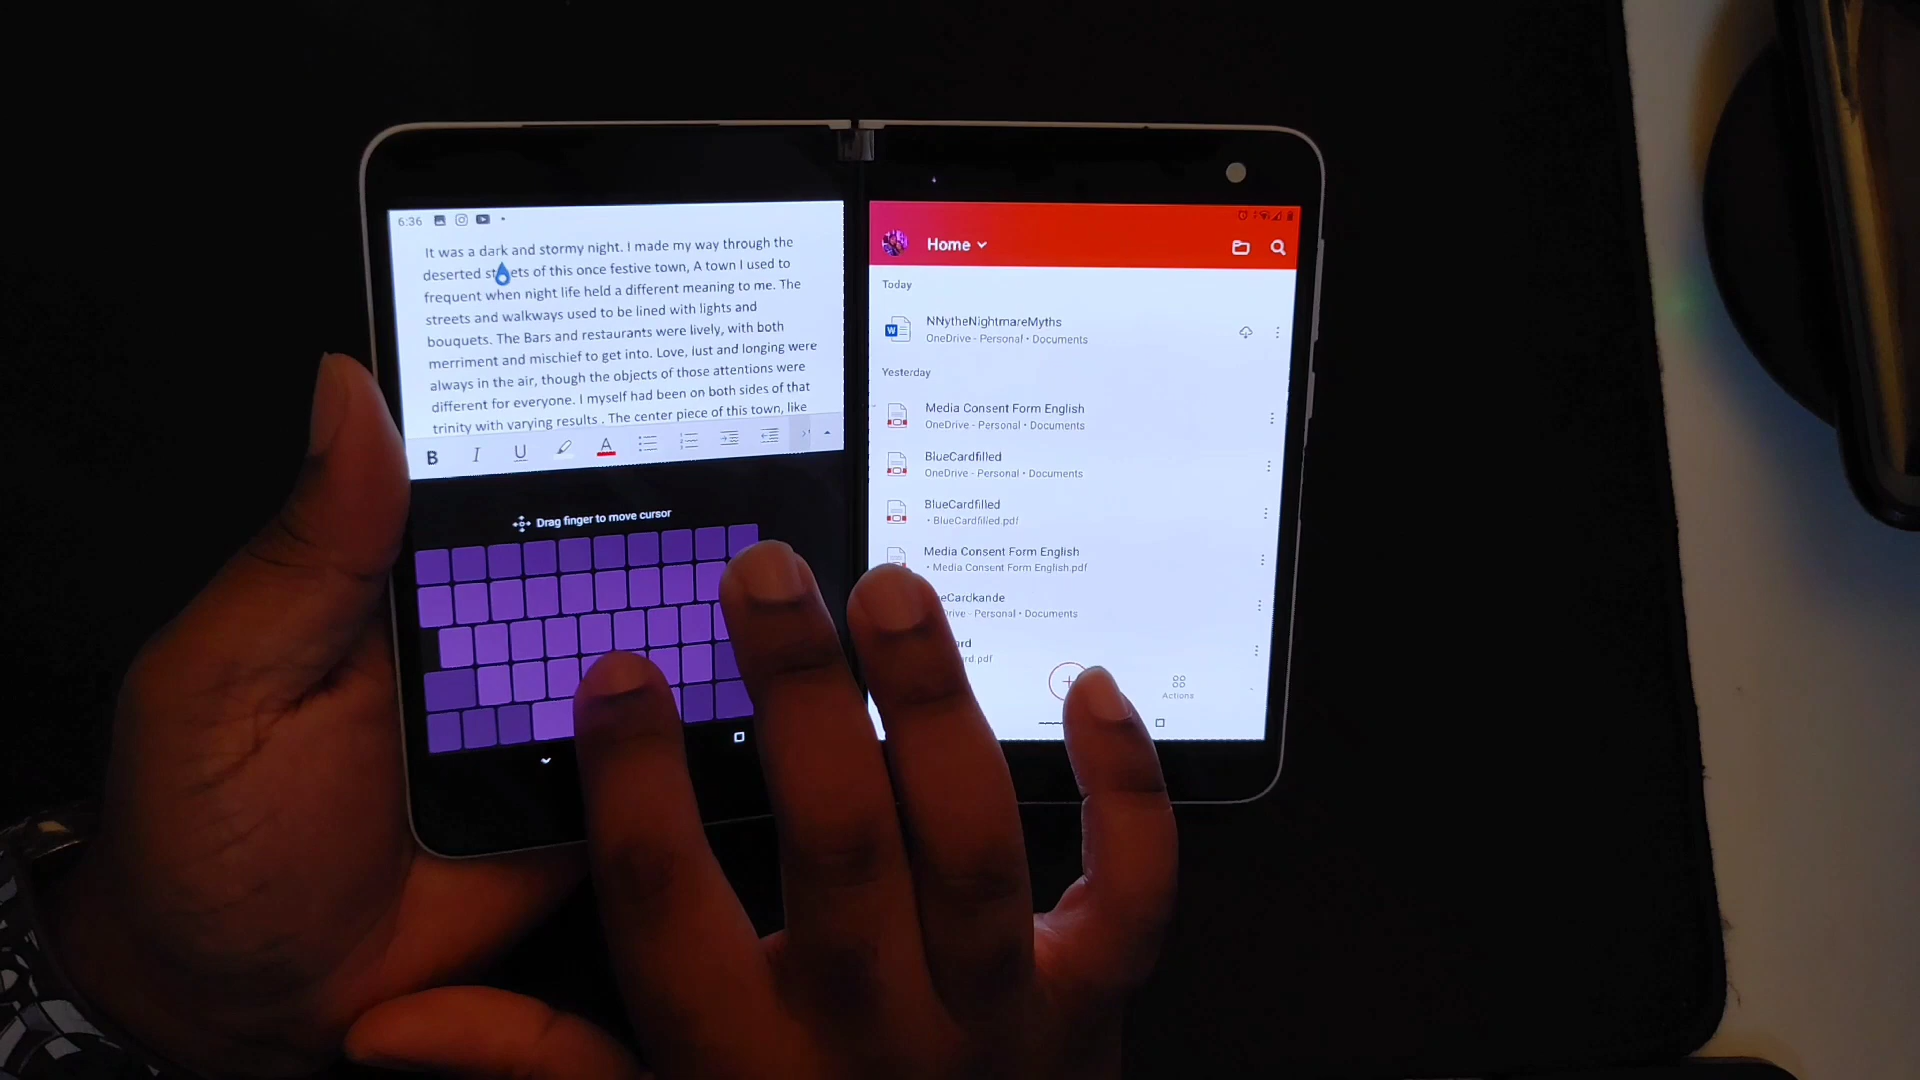 6:36
It was a dark and stormy night. I made my way through the
deserted st ets of this once festive town, A town I used to
frequent when night life held a different meaning to me. The
streets and walkways used to be lined with lights and
bouquets. The Bars and restaurants were lively, with both
merriment and mischief to get into. Love, lust and longing were
always in the air, though the objects of those attentions were
different for everyone. I myself had been on both sides of that
trinity with varying results . The center piece of this town, like
B I U A
Drag finger to move cursor
Home
Today
NNytheNightmareMyths
OneDrive - Personal • Documents
Yesterday
Media Consent Form English
OneDrive - Personal • Documents
BlueCardfilled
OneDrive - Personal • Documents
BlueCardfilled
• BlueCardfilled.pdf
Media Consent Form English
• Media Consent Form English.pdf
eCardkande
Drive - Personal • Documents
ard
rd.pdf
Actions